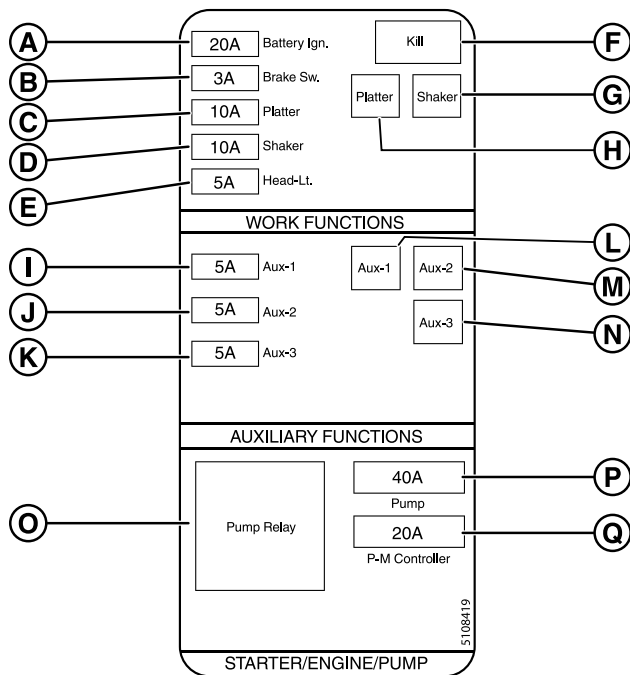 A
20A Battery Ign.
B
3A Brake Sw.
C
10A Platter
D
10A Shaker
E
5A Head-Lt.
Kill
F
Platter
Shaker
G
H
WORK FUNCTIONS
I
5A Aux-1
J
5A Aux-2
K
5A Aux-3
Aux-1
L
Aux-2
M
Aux-3
N
AUXILIARY FUNCTIONS
O
Pump Relay
40A
P
Pump
20A
Q
P-M Controller
5108419
STARTER/ENGINE/PUMP